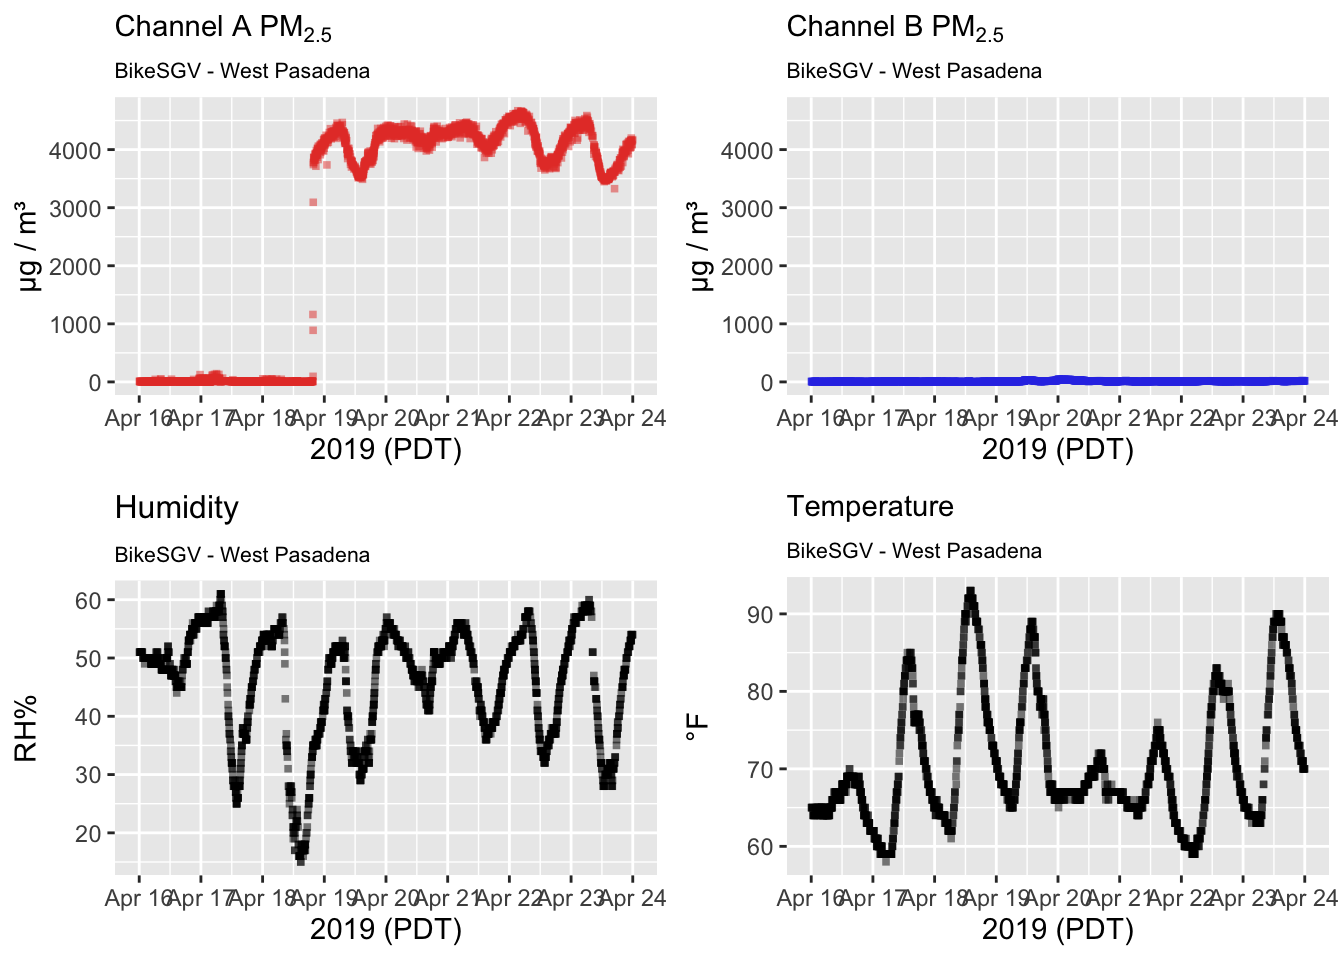 Channel A PM2.5
BikeSGV - West Pasadena
µg / m³
4000
3000
2000
1000
0
Apr 16 Apr 17 Apr 18 Apr 19 Apr 20 Apr 21 Apr 22 Apr 23 Apr 24
2019 (PDT)
Channel B PM2.5
BikeSGV - West Pasadena
µg / m³
4000
3000
2000
1000
0
Apr 16 Apr 17 Apr 18 Apr 19 Apr 20 Apr 21 Apr 22 Apr 23 Apr 24
2019 (PDT)
Humidity
BikeSGV - West Pasadena
RH%
60
50
40
30
20
Apr 16 Apr 17 Apr 18 Apr 19 Apr 20 Apr 21 Apr 22 Apr 23 Apr 24
2019 (PDT)
Temperature
BikeSGV - West Pasadena
°F
90
80
70
60
Apr 16 Apr 17 Apr 18 Apr 19 Apr 20 Apr 21 Apr 22 Apr 23 Apr 24
2019 (PDT)